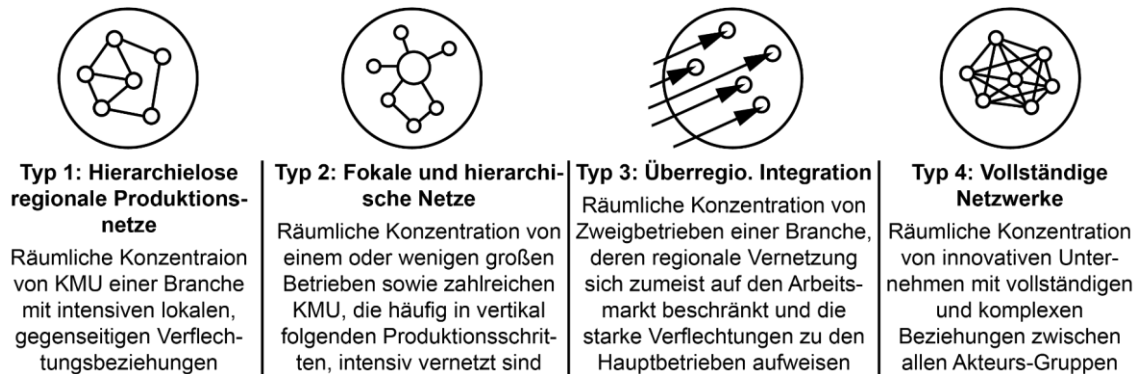 Typ 1: Hierarchielose
regionale Produktions-
netze
Räumliche Konzentraion
von KMU einer Branche
mit intensiven lokalen,
gegenseitigen Verflech-
tungsbeziehungen
Typ 2: Fokale und hierarchi-
sche Netze
Räumliche Konzentration von
einem oder wenigen großen
Betrieben sowie zahlreichen
KMU, die häufig in vertikal
folgenden Produktionsschrit-
ten, intensiv vernetzt sind
Typ 3: Überregio. Integration
Räumliche Konzentration von
Zweigbetrieben einer Branche,
deren regionale Vernetzung
sich zumeist auf den Arbeits-
markt beschränkt und die
starke Verflechtungen zu den
Hauptbetrieben aufweisen
Typ 4: Vollständige
Netzwerke
Räumliche Konzentration
von innovativen Unter-
nehmen mit vollständigen
und komplexen
Beziehungen zwischen
allen Akteurs-Gruppen